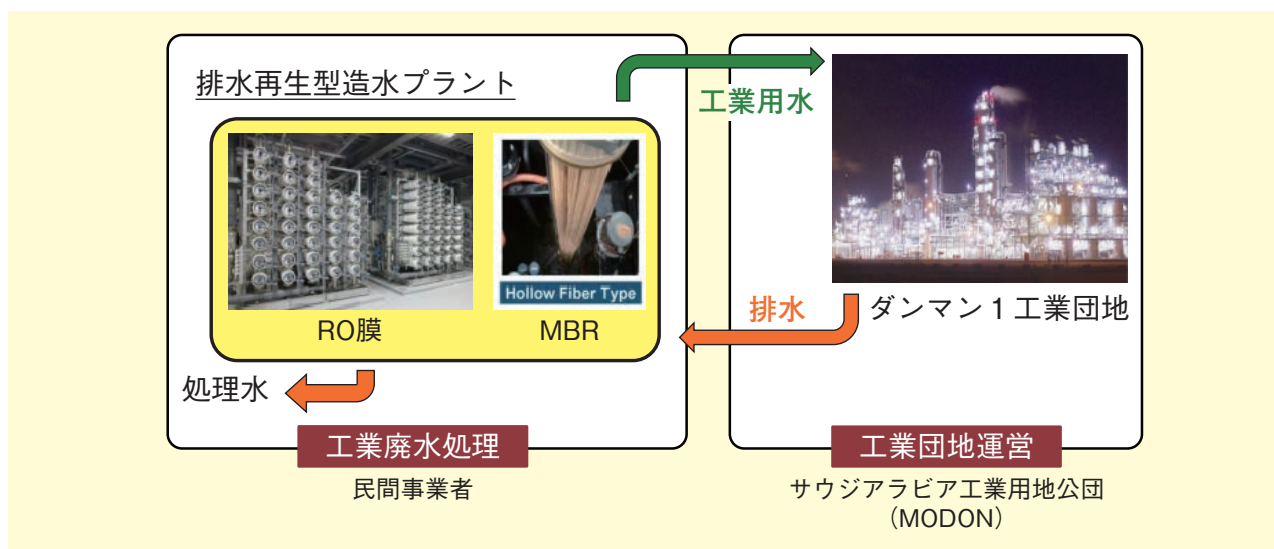 排水再生型造水プラント
工業用水
Hollow Fiber Type
RO膜
MBR
排水
ダンマン1工業団地
処理水
工業廃水処理
民間事業者
工業団地運営
サウジアラビア工業用地公団
（MODON）